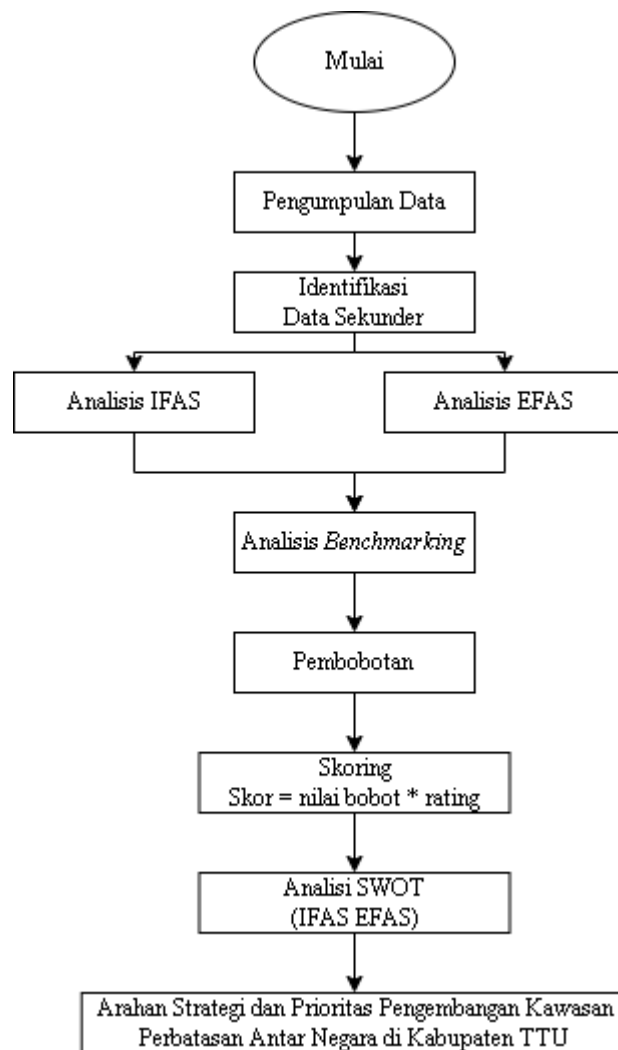 Mulai
Pengumpulan Data
Identifikasi
Data Sekunder
Analisis IFAS
Analisis EFAS
Analisis Benchmarking
Pembobotan
Skoring
Skor = nilai bobot * rating
Analisi SWOT
(IFAS EFAS)
Arahan Strategi dan Prioritas Pengembangan Kawasan
Perbatasan Antar Negara di Kabupaten TTU